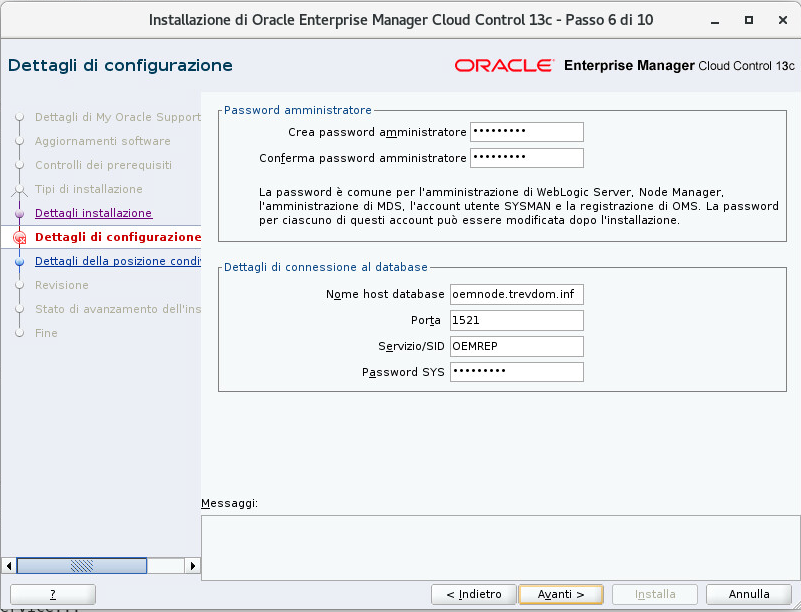 Installazione di Oracle Enterprise Manager Cloud Control 13c - Passo 6 di 10
Dettagli di configurazione
ORACLE Enterprise Manager Cloud Control 13c
Dettagli di My Oracle Support
Aggiornamenti software
Controlli dei prerequisiti
Tipi di installazione
Dettagli installazione
Dettagli di configurazione
Dettagli della posizione condi
Revisione
Stato di avanzamento dell'ins
Fine
Password amministratore
Crea password amministratore •••••••••
Conferma password amministratore •••••••••
La password è comune per l'amministrazione di WebLogic Server, Node Manager,
l'amministrazione di MDS, l'account utente SYSMAN e la registrazione di OMS. La password
per ciascuno di questi account può essere modificata dopo l'installazione.
Dettagli di connessione al database
Nome host database oemnode.trevdom.inf
Porta 1521
Servizio/SID OEMREP
Password SYS •••••••••
Messaggi:
? < Indietro Avanti > Installa Annulla